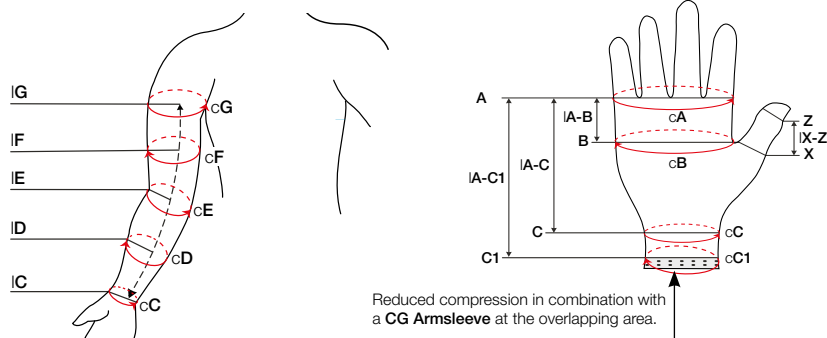 lG
cG
lF
cF
lE
cE
lD
cD
lC
cC
A
cA
lA-B
B
cB
Z
lX-Z
X
lA-C
lA-C1
C
cC
C1
cC1
Reduced compression in combination with
a CG Armsleeve at the overlapping area.